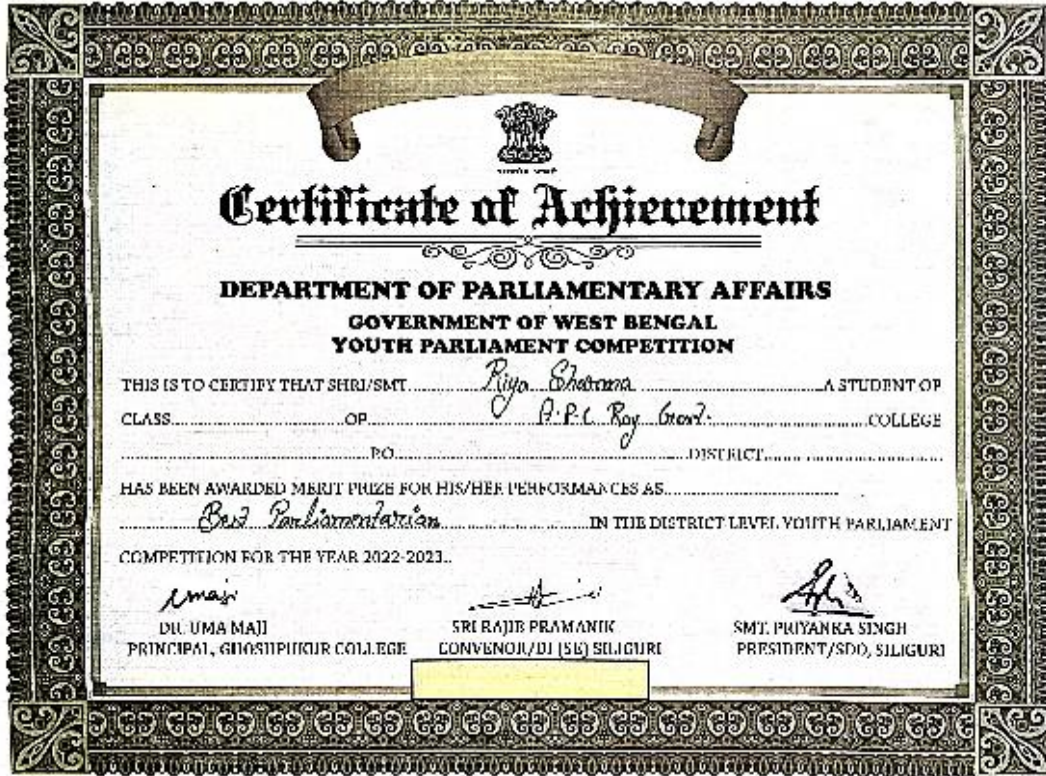 Certificate of Achievement
DEPARTMENT OF PARLIAMENTARY AFFAIRS
GOVERNMENT OF WEST BENGAL
YOUTH PARLIAMENT COMPETITION
THIS IS TO CERTIFY THAT SHRI/SMT. Riya Sharma A STUDENT OF
CLASS OF A.P.C Roy Govt. COLLEGE
P.O. DISTRICT
HAS BEEN AWARDED MERIT PRIZE FOR HIS/HER PERFORMANCES AS
Best Parliamentarian IN THE DISTRICT LEVEL YOUTH PARLIAMENT
COMPETITION FOR THE YEAR 2022-2023..
DR. UMA MAJI SRI RAJIB PRAMANIK SMT. PRIYANKA SINGH
PRINCIPAL, GHOSHPUKUR COLLEGE CONVENOR/DI (SE) SILIGURI PRESIDENT/SDO, SILIGURI